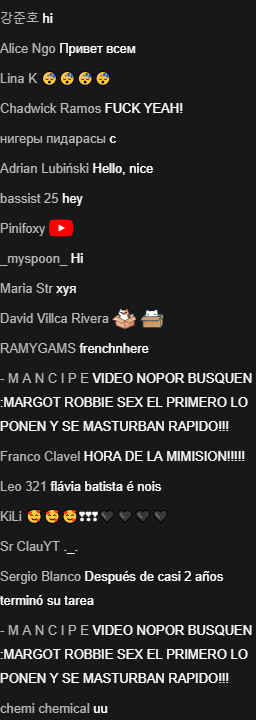 강준호 hi
Alice Ngo Привет всем
Lina K 😴😴😴😴
Chadwick Ramos FUCK YEAH!
нигеры пидарасы с
Adrian Lubiński Hello, nice
bassist 25 hey
Pinifoxy
_myspoon_ Hi
Maria Str хуя
David Villca Rivera
RAMYGAMS frenchnhere
- M A N C I P E VIDEO NOPOR BUSQUEN
:MARGOT ROBBIE SEX EL PRIMERO LO
PONEN Y SE MASTURBAN RAPIDO!!!
Franco Clavel HORA DE LA MIMISION!!!!!
Leo 321 flávia batista é nois
KiLi 🥰🥰🥰❣❣❣🖤🖤🖤🖤
Sr ClauYT ._.
Sergio Blanco Después de casi 2 años
terminó su tarea
- M A N C I P E VIDEO NOPOR BUSQUEN
:MARGOT ROBBIE SEX EL PRIMERO LO
PONEN Y SE MASTURBAN RAPIDO!!!
chemi chemical uu